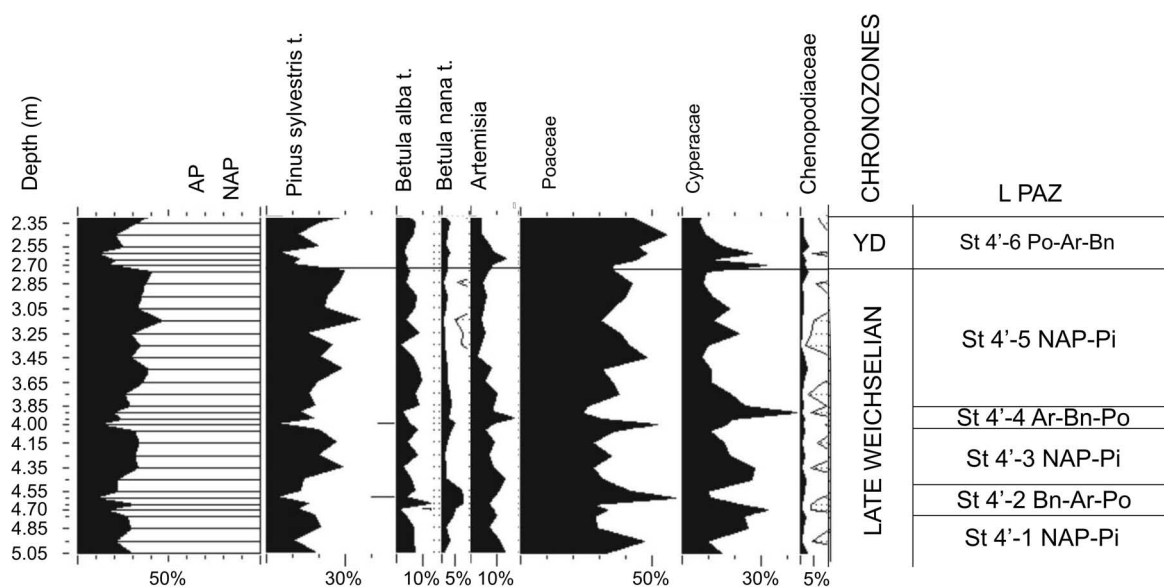 Depth (m)
AP
NAP
Pinus sylvestris t.
Betula alba t.
Betula nana t.
Artemisia
Poaceae
Cyperacae
Chenopodiaceae
CHRONOZONES
L PAZ
2.35
2.55
2.70
2.85
3.05
3.25
3.45
3.65
3.85
4.00
4.15
4.35
4.55
4.70
4.85
5.05
50%
30%
10%
5%
10%
50%
30%
5%
YD
LATE WEICHSELIAN
St 4’-6 Po-Ar-Bn
St 4’-5 NAP-Pi
St 4’-4 Ar-Bn-Po
St 4’-3 NAP-Pi
St 4’-2 Bn-Ar-Po
St 4’-1 NAP-Pi